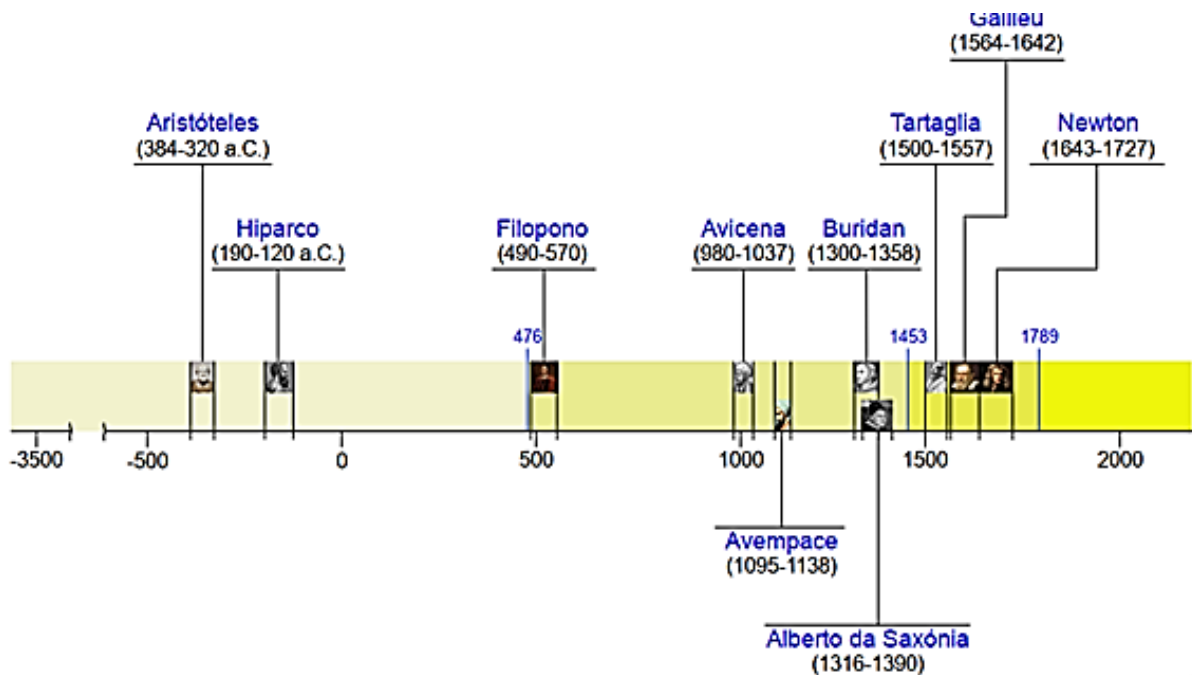 Galileu
(1564-1642)
Aristóteles
(384-320 a.C.)
Tartaglia
(1500-1557)
Newton
(1643-1727)
Hiparco
(190-120 a.C.)
Filopono
(490-570)
Avicena
(980-1037)
Buridan
(1300-1358)
476
1453
1789
-3500
-500
0
500
1000
1500
2000
Avempace
(1095-1138)
Alberto da Saxónia
(1316-1390)